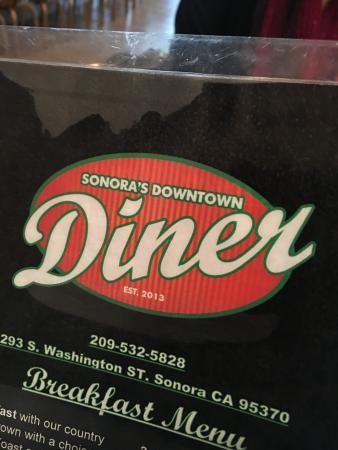 SONORA'S DOWNTOWN
Diner
EST. 2013
209-532-5828
293 S. Washington ST. Sonora CA 95370
Breakfast Menu
with our country
with a